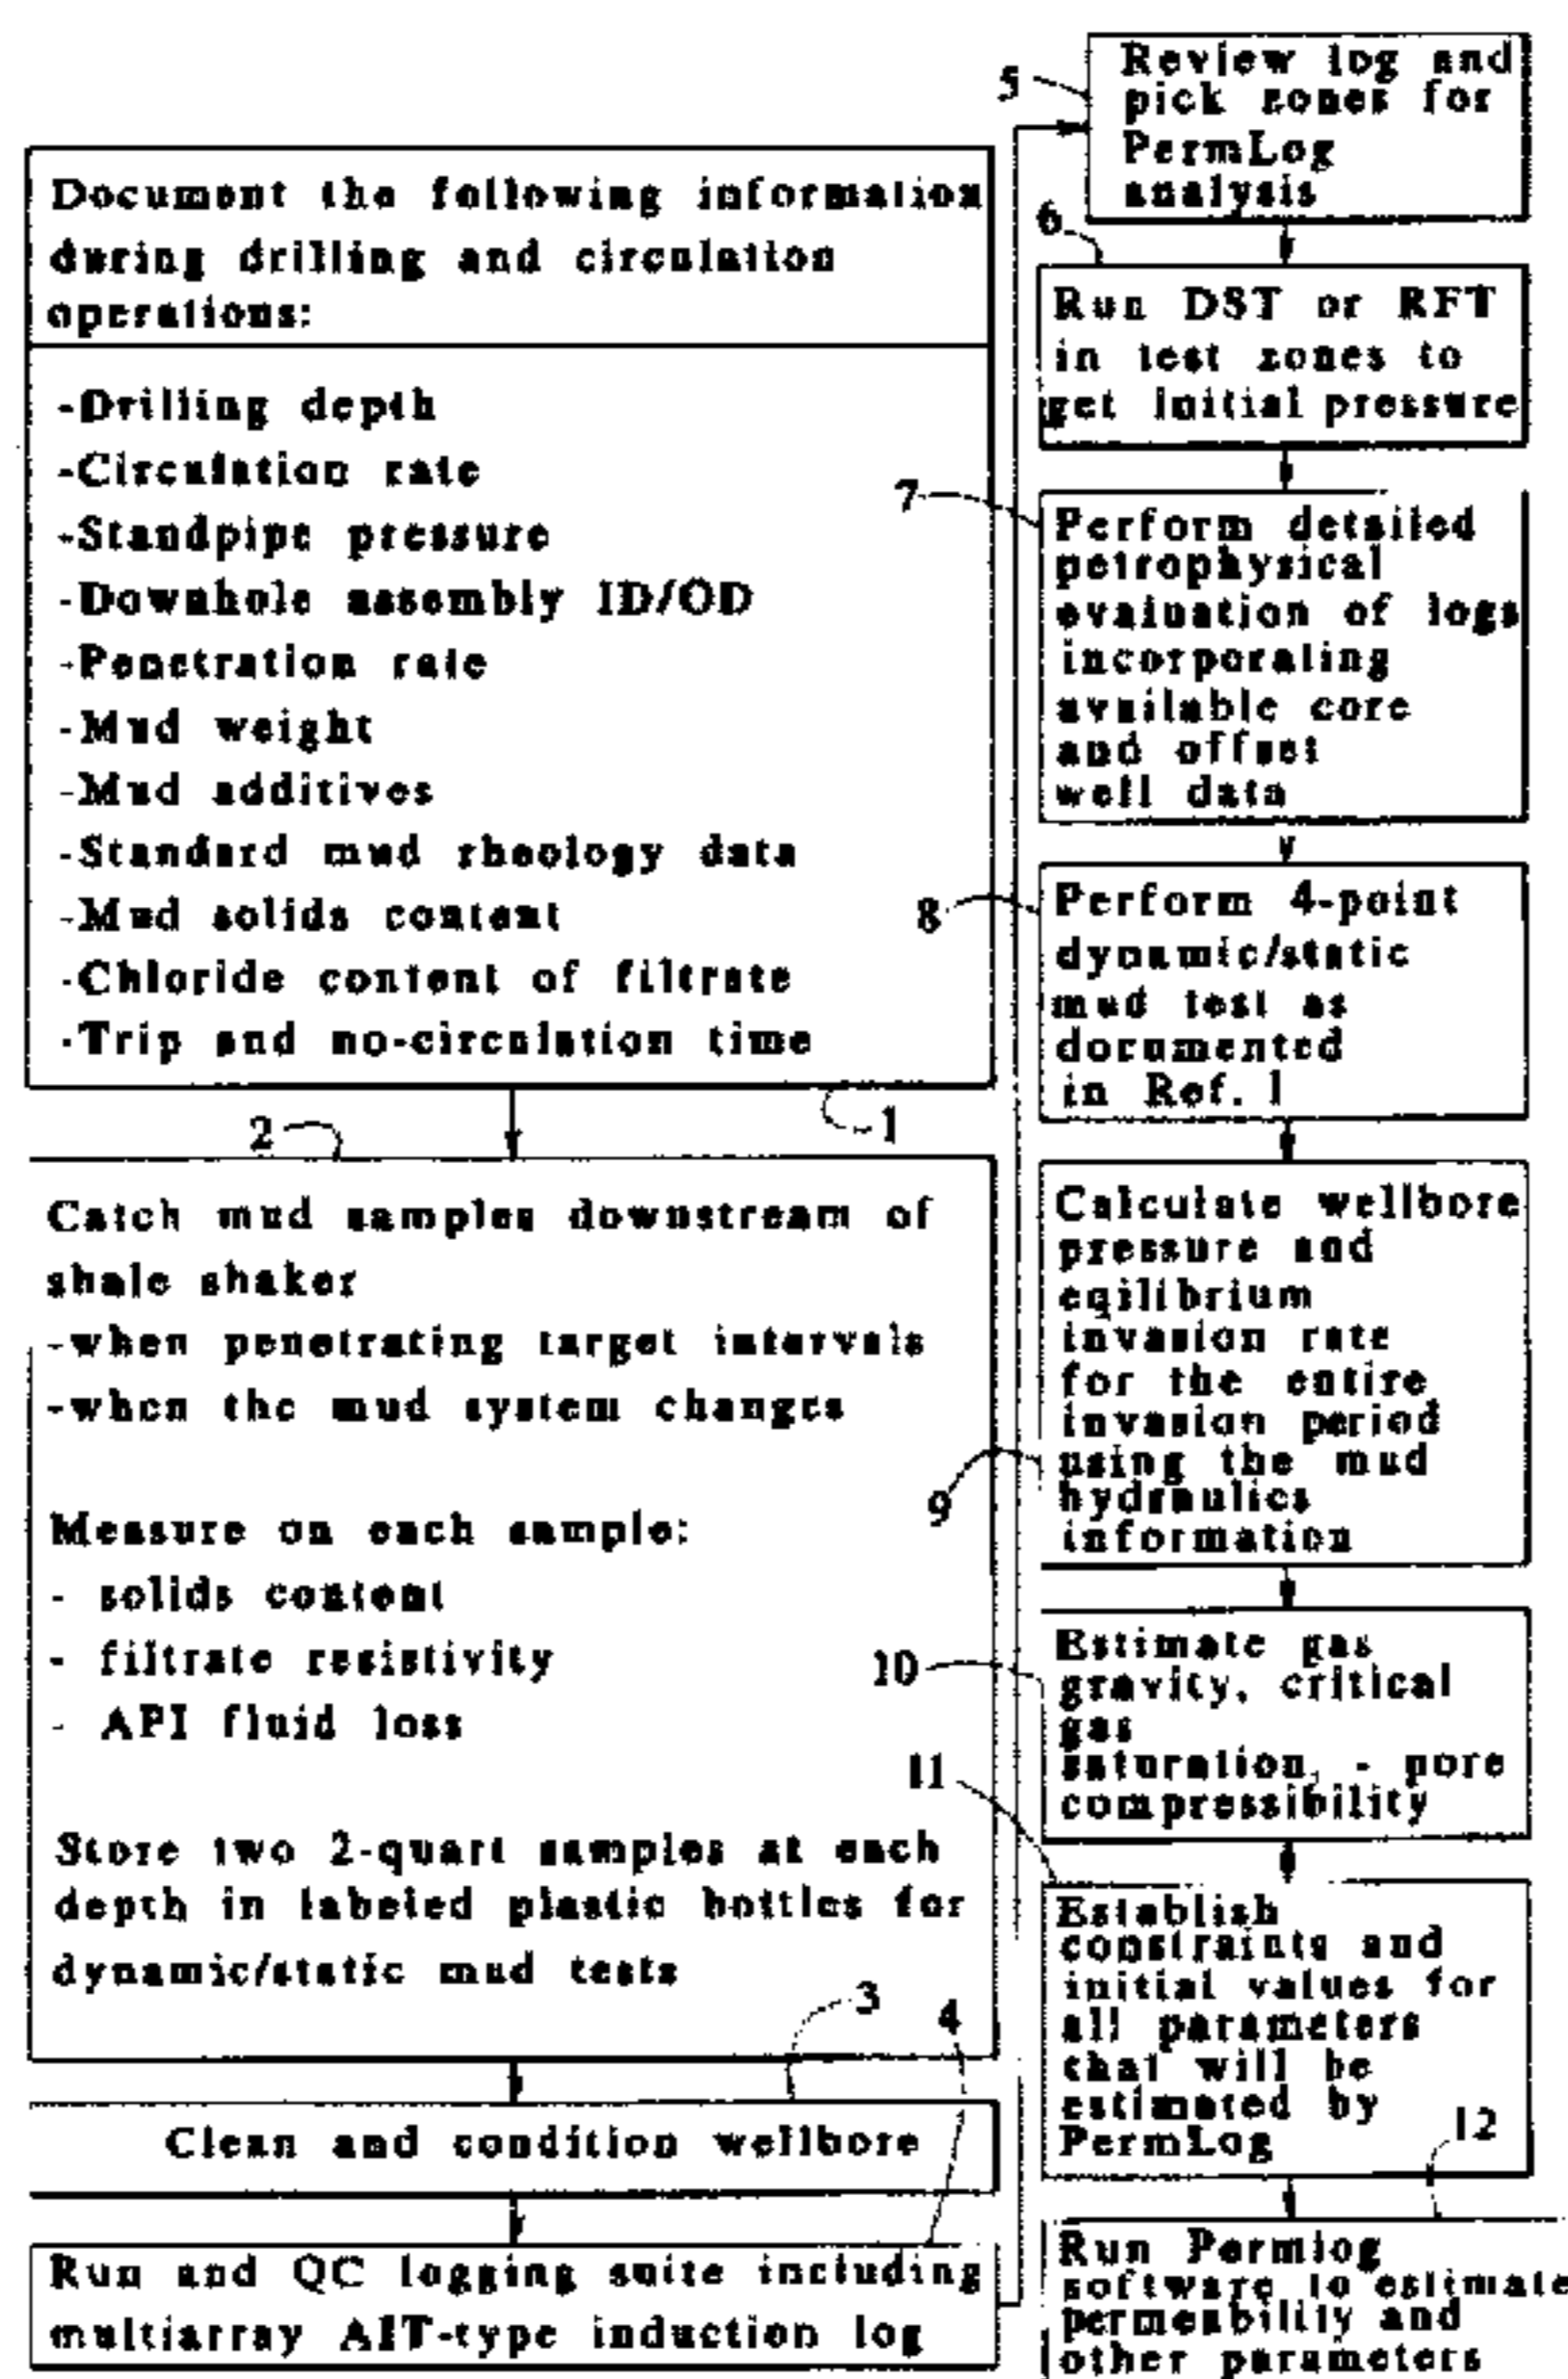 Document the following information
during drilling and circulation
operations:
-Drilling depth
-Circulation rate
-Standpipe pressure
-Downhole assembly ID/OD
-Penetration rate
-Mud weight
-Mud additives
-Standard mud rheology data
-Mud solids content
-Chloride content of filtrate
-Trip and no-circulation time
1
2
Catch mud samples downstream of
shale shaker
-when penetrating target intervals
-when the mud system changes
Measure on each sample:
- solids content
- filtrate resistivity
- API fluid loss
Store two 2-quart samples at each
depth in labeled plastic bottles for
dynamic/static mud tests
3
Clean and condition wellbore
4
Run and QC logging suite including
multiarray AIT-type induction log
5
Review log and
pick zones for
PermLog
analysis
6
Run DST or RFT
in test zones to
get initial pressure
7
Perform detailed
petrophysical
evaluation of logs
incorporating
available core
and offset
well data
8
Perform 4-point
dynamic/static
mud test as
documented
in Ref. 1
9
Calculate wellbore
pressure and
eqilibrium
invasion rate
for the entire
invasion period
using the mud
hydraulics
information
10
Estimate gas
gravity, critical
gas
saturation, - pore
compressibility
11
Establish
constraints and
initial values for
all parameters
that will be
estimated by
PermLog
12
Run Permlog
software to estimate
permeability and
other parameters